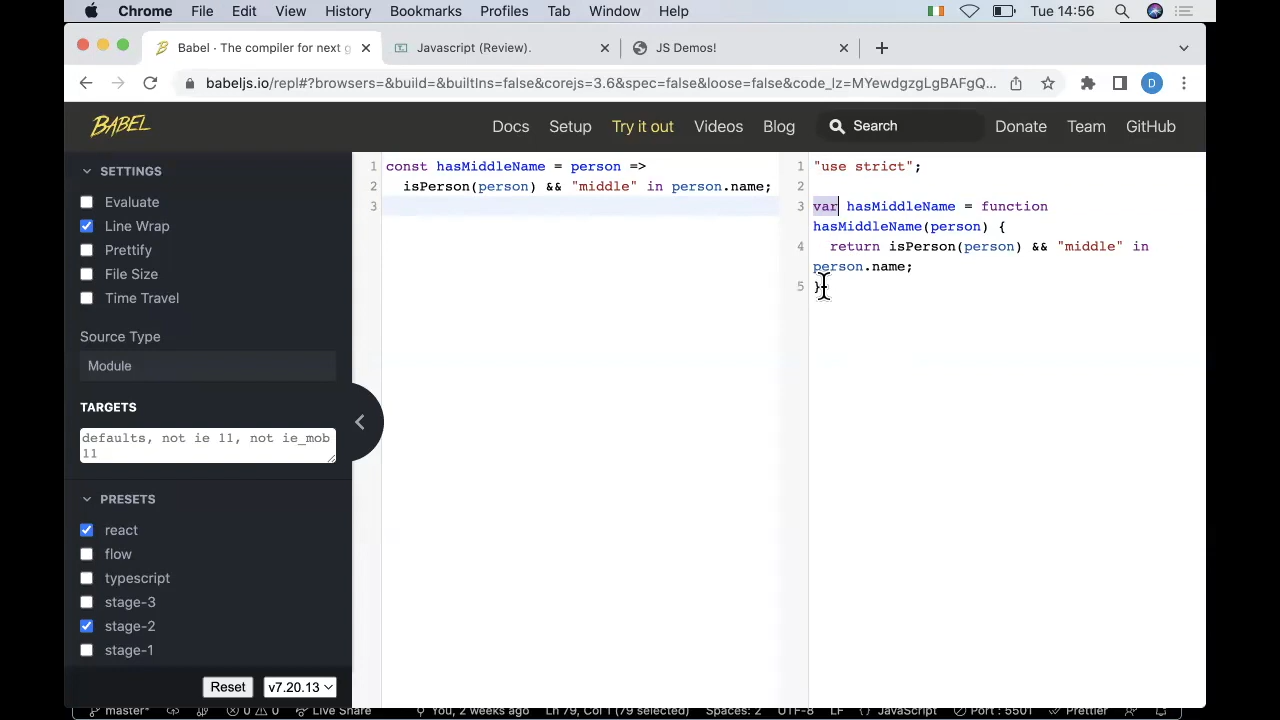 Chrome File Edit View History Bookmarks Profiles Tab Window Help Tue 14:56
Babel · The compiler for next g Javascript (Review). JS Demos!
babeljs.io/repl#?browsers=&build=&builtIns=false&corejs=3.6&spec=false&loose=false&code_lz=MYewdgzgLgBAFgQ... D
BABEL Docs Setup Try it out Videos Blog Search Donate Team GitHub
SETTINGS
Evaluate
Line Wrap
Prettify
File Size
Time Travel
Source Type
Module
TARGETS
defaults, not ie 11, not ie_mob
11
PRESETS
react
flow
typescript
stage-3
stage-2
stage-1
Reset v7.20.13
1 const hasMiddleName = person =>
2 isPerson(person) && "middle" in person.name;
3
1 "use strict";
2
3 var hasMiddleName = function
hasMiddleName(person) {
4 return isPerson(person) && "middle" in
person.name;
5 }
master* 0 0 Live Share You, 2 weeks ago Ln 79, Col 1 (79 selected) Spaces: 2 UTF-8 LF JavaScript Port : 5501 Prettier